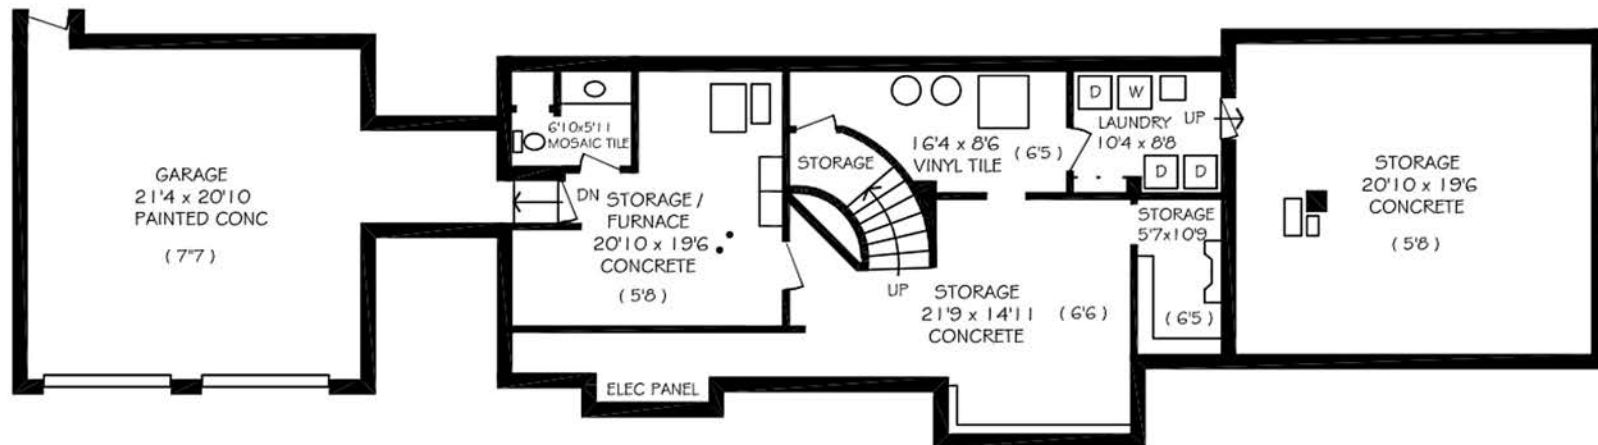 GARAGE
21'4 x 20'10
PAINTED CONC
(7"7)
6'10x5'11
MOSAIC TILE
DN
STORAGE /
FURNACE
20'10 x 19'6
CONCRETE
(5'8)
ELEC PANEL
STORAGE
UP
16'4 x 8'6
VINYL TILE
(6'5)
D
W
LAUNDRY
10'4 x 8'8
UP
D
D
STORAGE
21'9 x 14'11
CONCRETE
(6'6)
STORAGE
5'7x10'9
(6'5)
STORAGE
20'10 x 19'6
CONCRETE
(5'8)